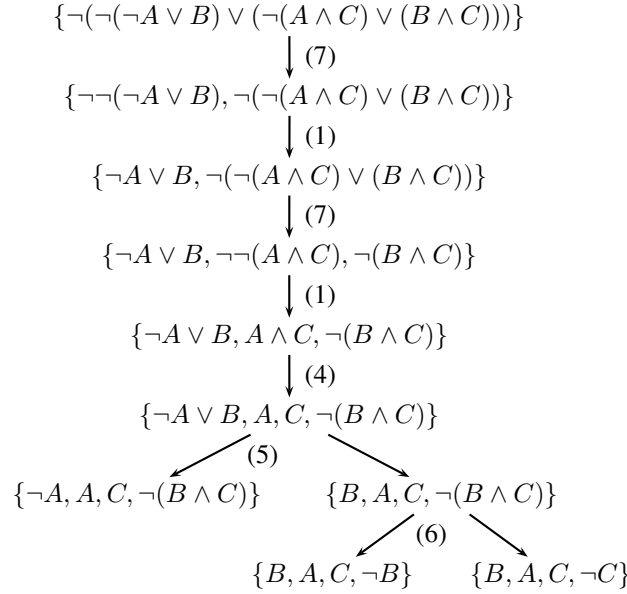 {¬(¬(¬A ∨ B) ∨ (¬(A ∧ C) ∨ (B ∧ C)))}
(7)
{¬¬(¬A ∨ B), ¬(¬(A ∧ C) ∨ (B ∧ C))}
(1)
{¬A ∨ B, ¬(¬(A ∧ C) ∨ (B ∧ C))}
(7)
{¬A ∨ B, ¬¬(A ∧ C), ¬(B ∧ C)}
(1)
{¬A ∨ B, A ∧ C, ¬(B ∧ C)}
(4)
{¬A ∨ B, A, C, ¬(B ∧ C)}
(5)
{¬A, A, C, ¬(B ∧ C)} {B, A, C, ¬(B ∧ C)}
(6)
{B, A, C, ¬B} {B, A, C, ¬C}